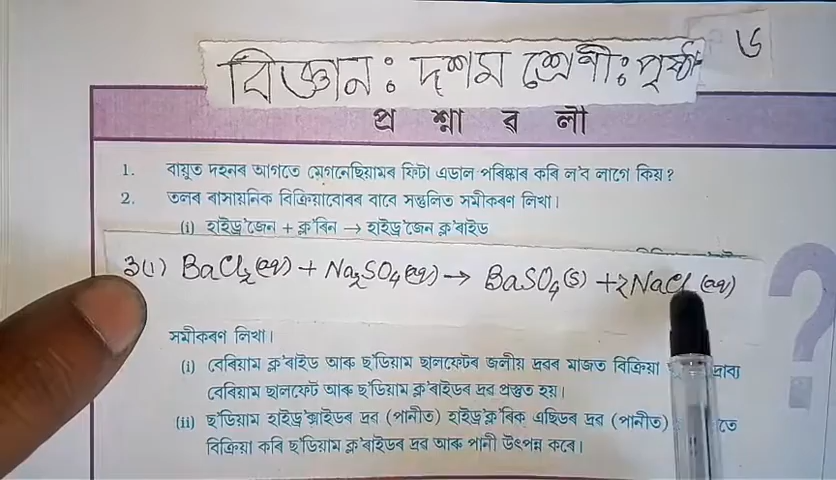 বিজ্ঞান: দশম শ্ৰেণী: পৃষ্ঠা ৬
প্ৰশ্নাৱলী
1. বায়ুত দহনৰ আগতে মেগনেছিয়ামৰ ফিটা এডাল পৰিষ্কাৰ কৰি ল'ব লাগে কিয়?
2. তলৰ ৰাসায়নিক বিক্ৰিয়াবোৰৰ বাবে সন্তুলিত সমীকৰণ লিখা।
(i) হাইড্ৰ'জেন + ক্ল'ৰিন → হাইড্ৰ'জেন ক্ল'ৰাইড
3(i) BaCl₂(aq) + Na₂SO₄(aq) → BaSO₄(s) + 2NaCl(aq)
সমীকৰণ লিখা।
(i) বেৰিয়াম ক্ল'ৰাইড আৰু ছ'ডিয়াম ছালফেটৰ জলীয় দ্ৰৱৰ মাজত বিক্ৰিয়া দ্ৰাব্য
বেৰিয়াম ছালফেট আৰু ছ'ডিয়াম ক্ল'ৰাইডৰ দ্ৰৱ প্ৰস্তুত হয়।
(ii) ছ'ডিয়াম হাইড্ৰ'ক্সাইডৰ দ্ৰৱ (পানীত) হাইড্ৰ'ক্ল'ৰিক এছিডৰ দ্ৰৱ (পানীত) তে
বিক্ৰিয়া কৰি ছ'ডিয়াম ক্ল'ৰাইডৰ দ্ৰৱ আৰু পানী উৎপন্ন কৰে।
?